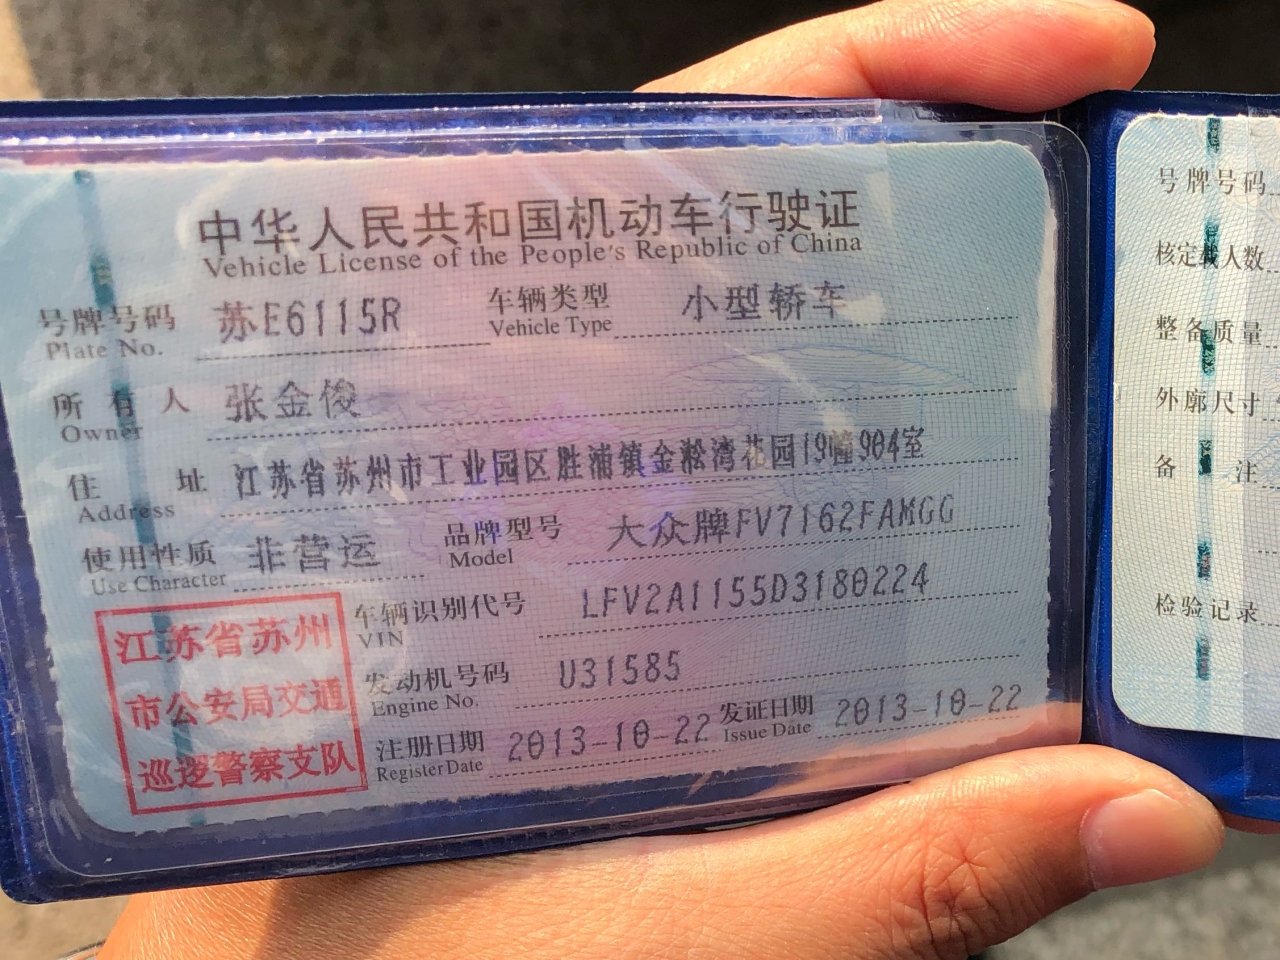 中华人民共和国机动车行驶证
Vehicle License of the People's Republic of China
号牌号码 苏E6115R 车辆类型 小型轿车
Plate No. Vehicle Type
所有人 张金俊
Owner
住址 江苏省苏州市工业园区胜浦镇金淞湾花园19幢904室
Address
使用性质 非营运 品牌型号 大众牌FV7162FAMGG
Use Character Model
车辆识别代号 LFV2A1155D3180224
VIN
发动机号码 U31585
Engine No.
注册日期 2013-10-22 发证日期 2013-10-22
Register Date Issue Date
江苏省苏州
市公安局交通
巡逻警察支队
号牌号码
核定载人数
整备质量
外廓尺寸
备注
检验记录